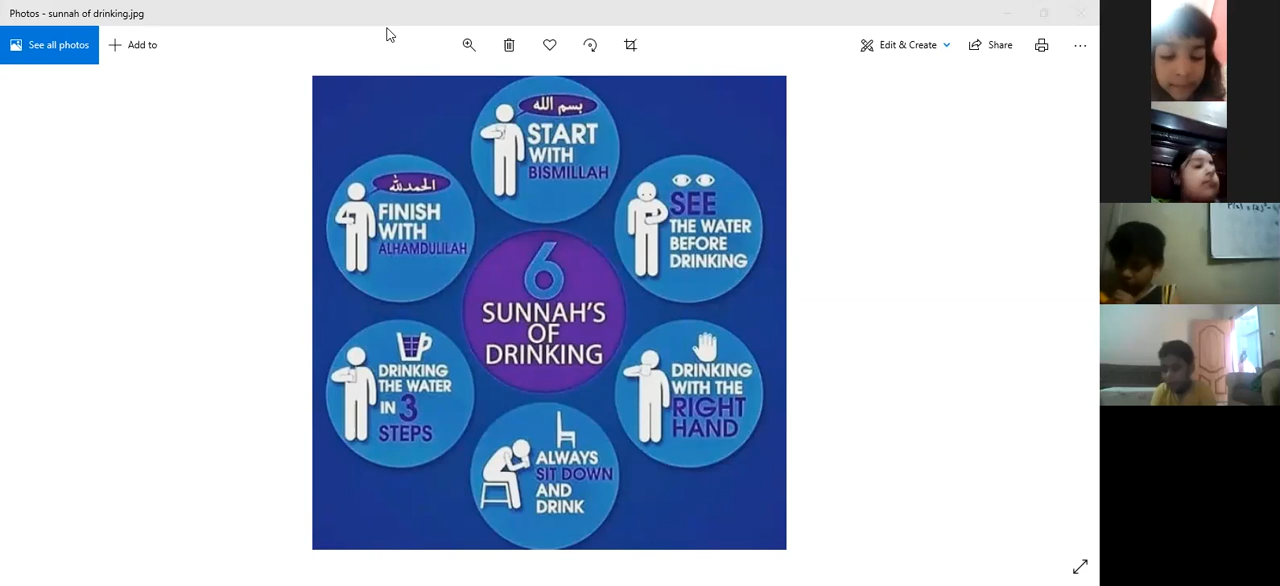 Photos - sunnah of drinking.jpg
See all photos
Add to
Edit & Create
Share
بسم الله
START
WITH
BISMILLAH
SEE
THE WATER
BEFORE
DRINKING
DRINKING
WITH THE
RIGHT
HAND
ALWAYS
SIT DOWN
AND
DRINK
DRINKING
THE WATER
IN 3
STEPS
الحمدلله
FINISH
WITH
ALHAMDULILAH
6
SUNNAH'S
OF
DRINKING